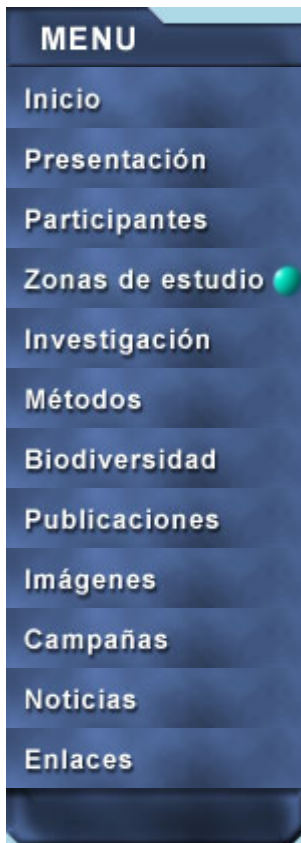 MENU
Inicio
Presentación
Participantes
Zonas de estudio
Investigación
Métodos
Biodiversidad
Publicaciones
Imágenes
Campañas
Noticias
Enlaces